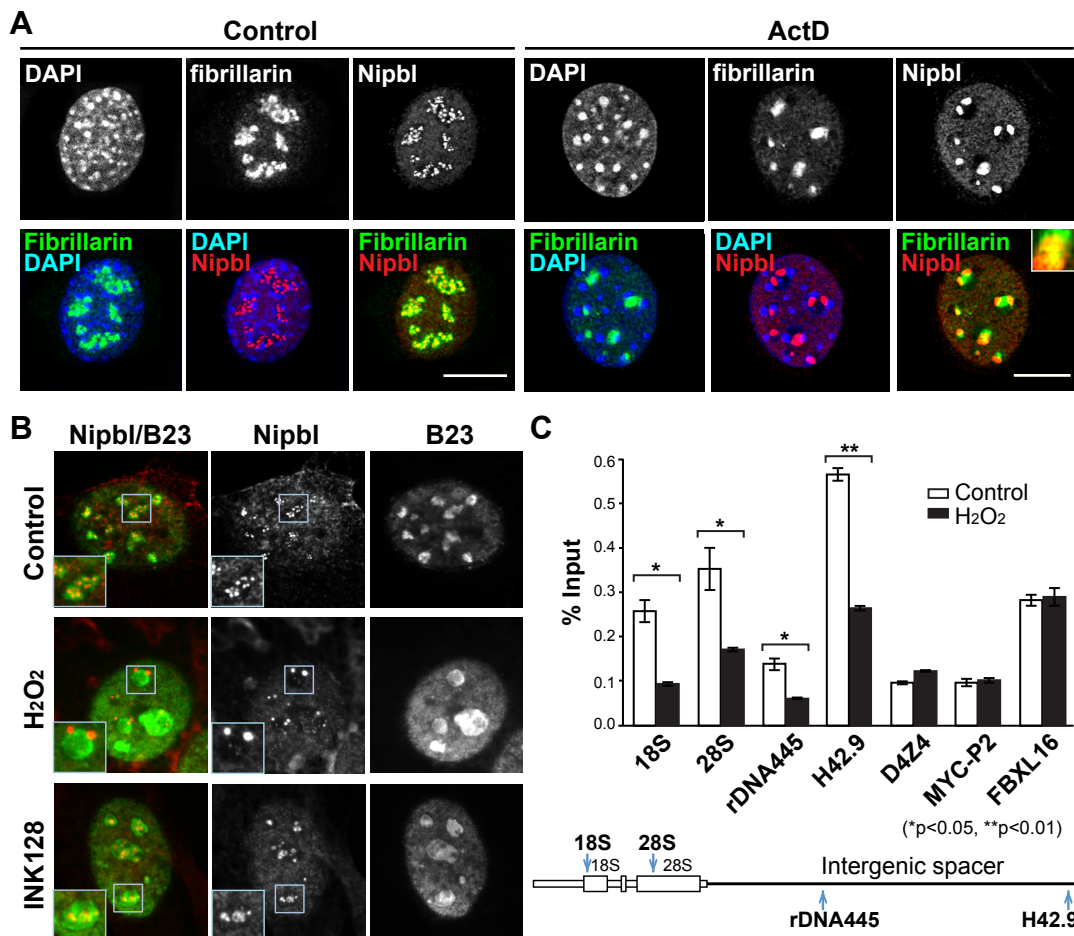 A
Control
ActD
DAPI
fibrillarin
Nipbl
DAPI
fibrillarin
Nipbl
Fibrillarin
DAPI
DAPI
Nipbl
Fibrillarin
Nipbl
Fibrillarin
DAPI
DAPI
Nipbl
Fibrillarin
Nipbl
B
Nipbl/B23
Nipbl
B23
Control
H₂O₂
INK128
C
% Input
0.6
0.4
0.3
0.2
0.1
0.0
*
*
*
**
Control
H₂O₂
18S
28S
rDNA445
H42.9
D4Z4
MYC-P2
FBXL16
(*p<0.05, **p<0.01)
18S
28S
18S
28S
Intergenic spacer
rDNA445
H42.9